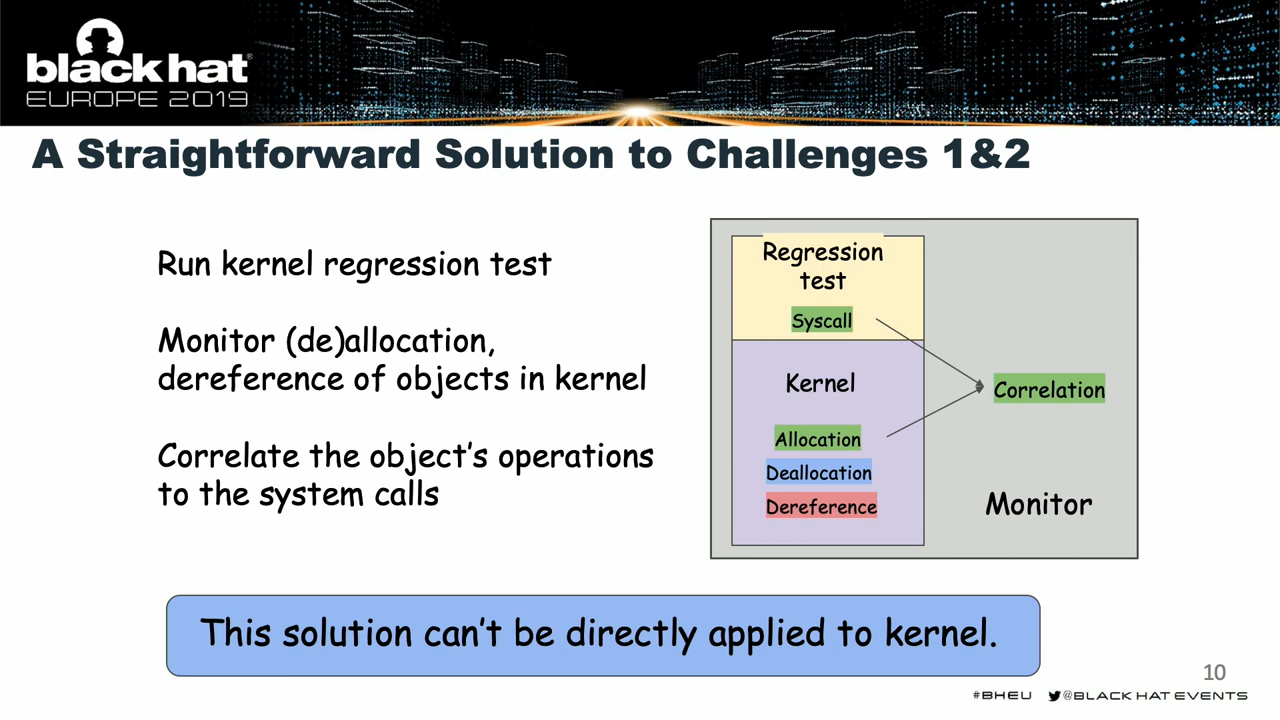 black hat
EUROPE 2019
A Straightforward Solution to Challenges 1&2
Run kernel regression test
Monitor (de)allocation,
dereference of objects in kernel
Correlate the object's operations
to the system calls
Regression
test
Syscall
Kernel
Allocation
Deallocation
Dereference
Correlation
Monitor
This solution can't be directly applied to kernel.
10
#BHEU @BLACK HAT EVENTS